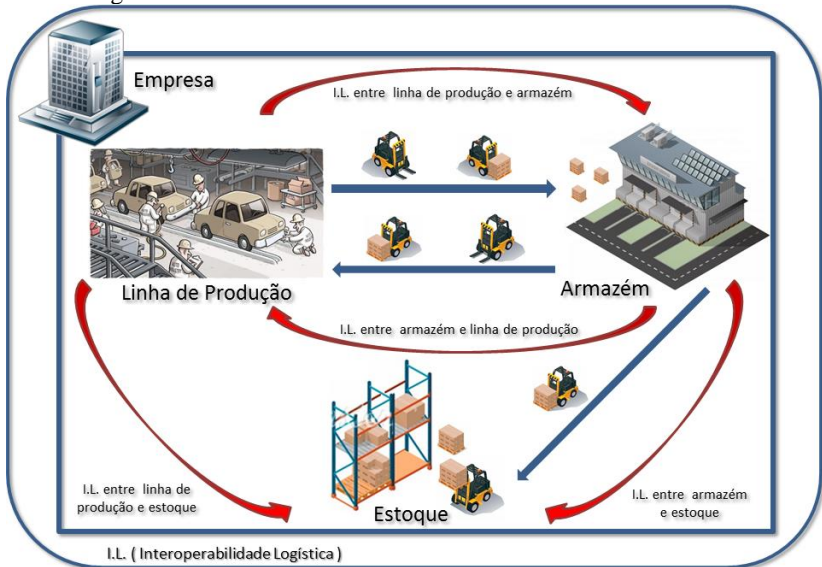 Empresa
I.L. entre linha de produção e armazém
Linha de Produção
Armazém
I.L. entre armazém e linha de produção
I.L. entre linha de
produção e estoque
Estoque
I.L. entre armazém
e estoque
I.L. ( Interoperabilidade Logística )